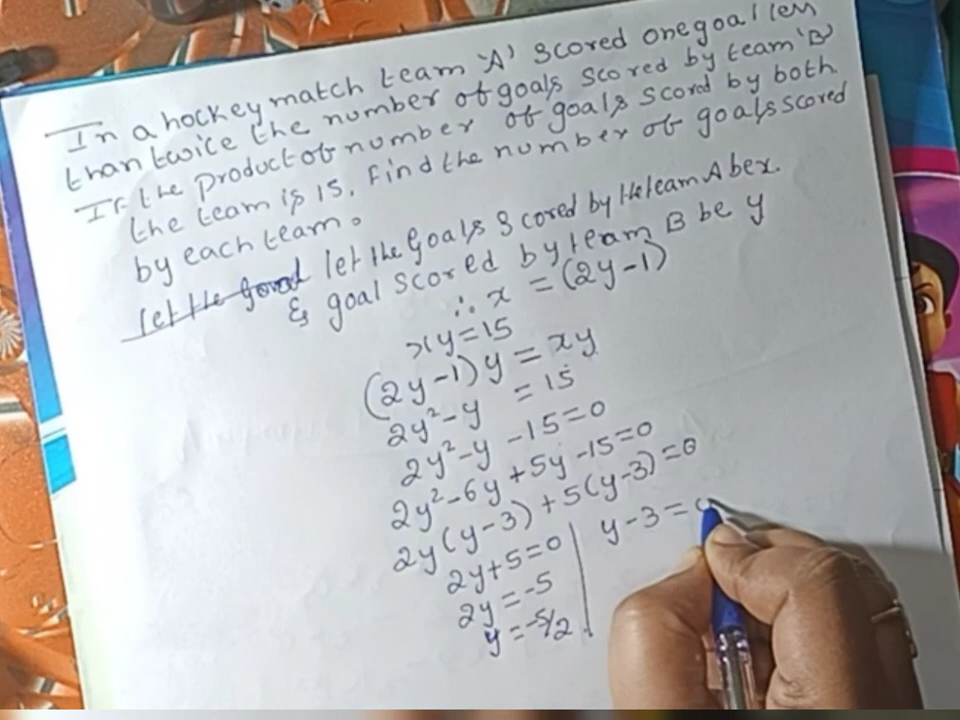 In a hockey match team 'A' Scored one goal less
than twice the number of goals scored by team 'B'
If the product of number of goals scored by both
the team is 15. Find the number of goals scored
by each team.
let the Goals Scored by the team A be x.
& goal scored by team B be y
∴ x = (2y-1)
xy=15
(2y-1)y = xy
2y²-y = 15
2y²-y -15=0
2y²-6y+5y-15=0
2y(y-3)+5(y-3)=0
2y+5=0 | y-3=
2y=-5
y=-5/2